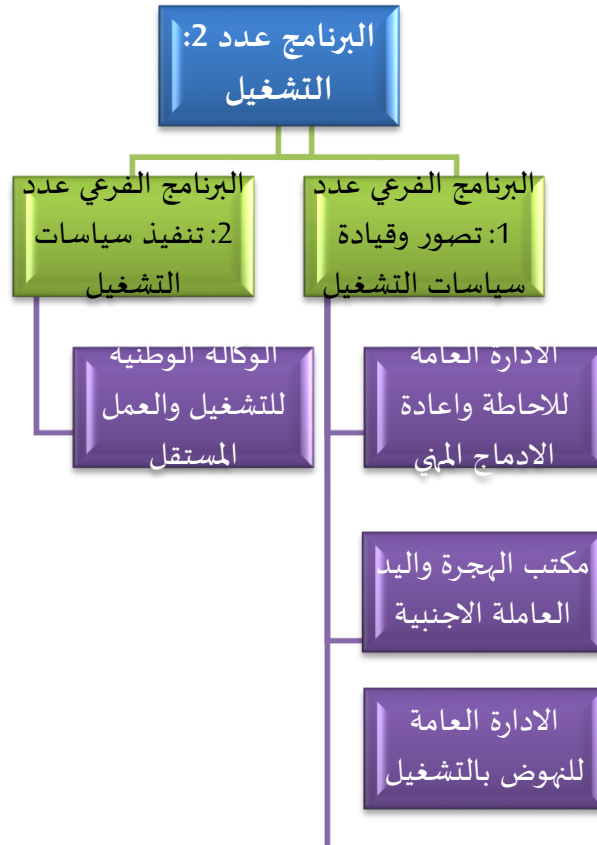 البرنامج عدد 2:
التشغيل
البرنامج الفرعي عدد
1: تصور وقيادة
سياسات التشغيل
البرنامج الفرعي عدد
2: تنفيذ سياسات
التشغيل
الادارة العامة
للاحاطة واعادة
الادماج المهني
الوكالة الوطنية
للتشغيل والعمل
المستقل
مكتب الهجرة واليد
العاملة الاجنبية
الادارة العامة
للنهوض بالتشغيل